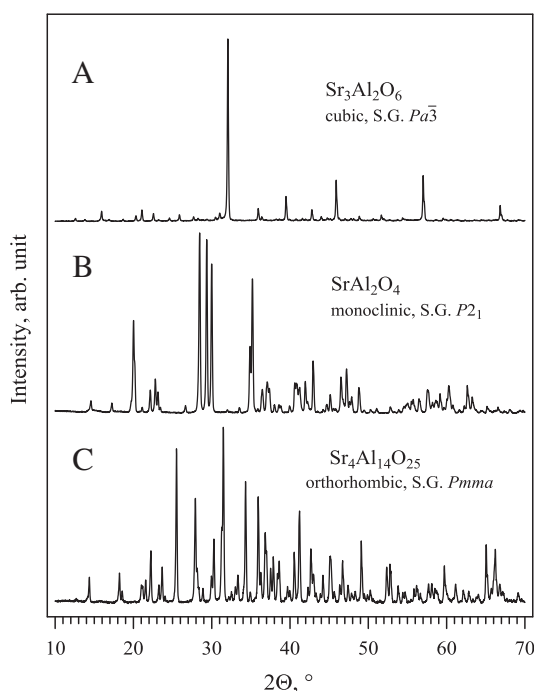 A
Sr₃Al₂O₆
cubic, S.G. Pa3̅
B
SrAl₂O₄
monoclinic, S.G. P2₁
C
Sr₄Al₁₄O₂₅
orthorhombic, S.G. Pmma
Intensity, arb. unit
10 20 30 40 50 60 70
2Θ, °